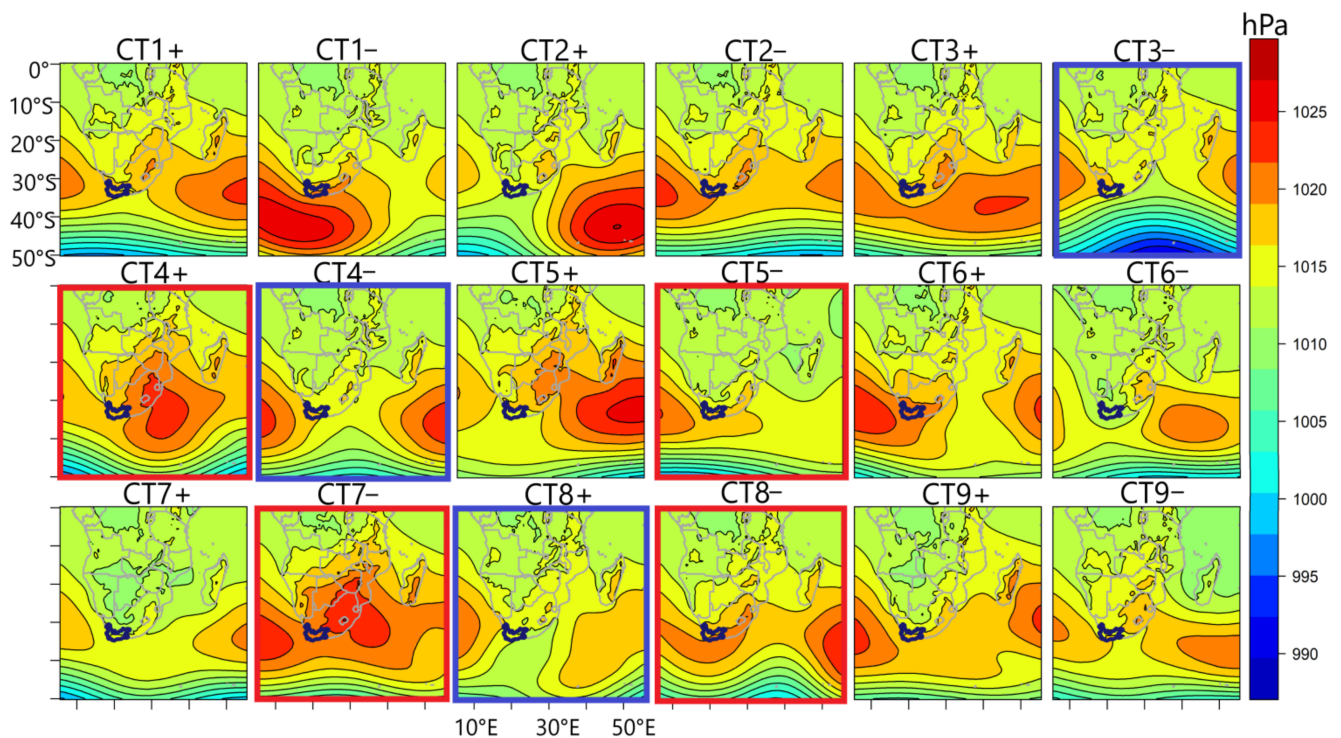 hPa
CT1+ CT1− CT2+ CT2− CT3+ CT3−
0°
10°S
20°S
30°S
40°S
50°S
CT4+ CT4− CT5+ CT5− CT6+ CT6−
CT7+ CT7− CT8+ CT8− CT9+ CT9−
10°E 30°E 50°E
1025
1020
1015
1010
1005
1000
995
990